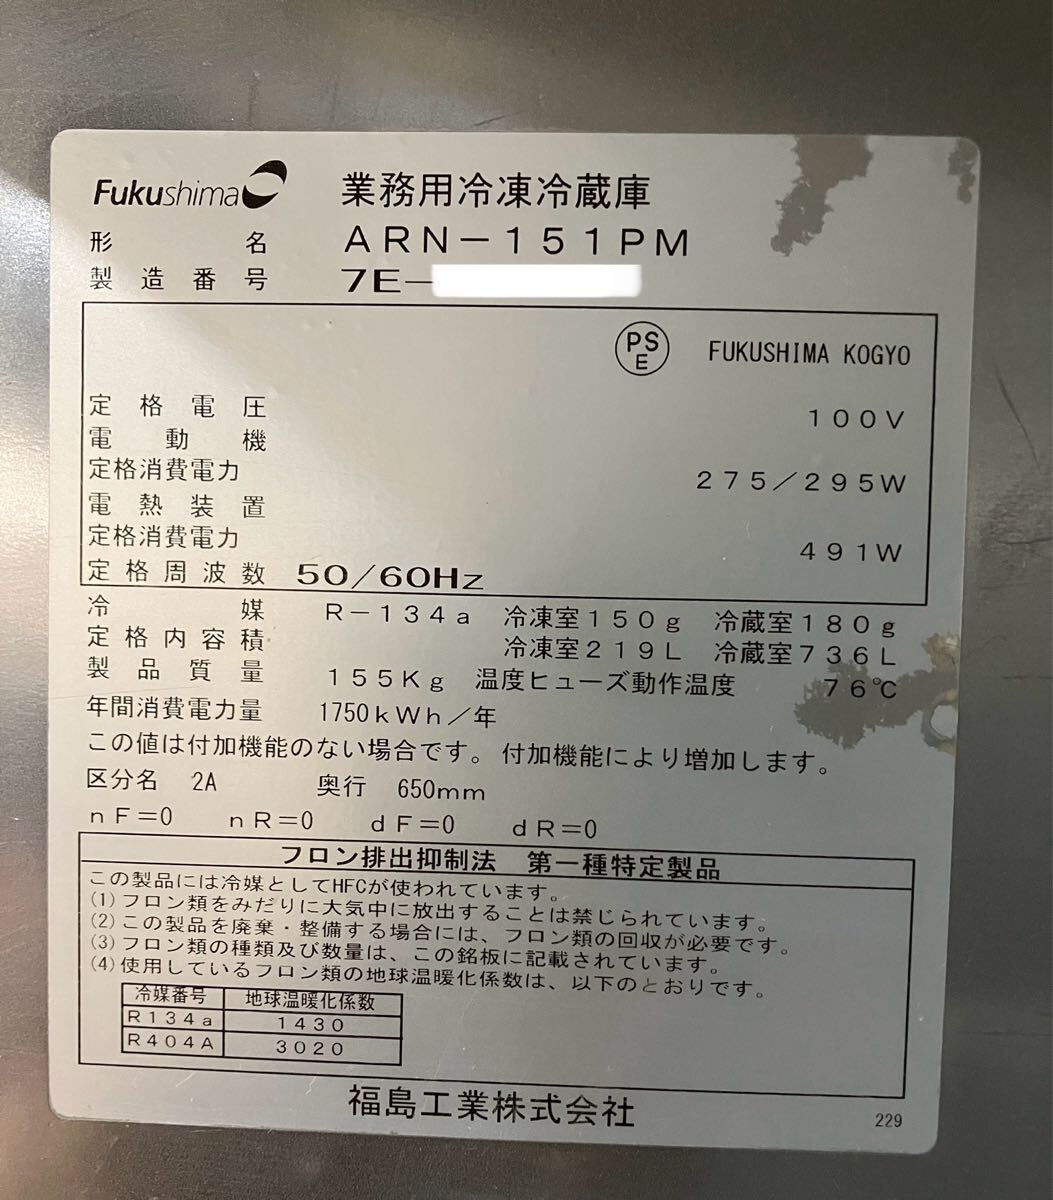 Fukushima 業務用冷凍冷蔵庫
形名 ARN-151PM
製造番号 7E-
PSE FUKUSHIMA KOGYO
定格電圧 100V
電動機
定格消費電力 275/295W
電熱装置
定格消費電力 491W
定格周波数 50/60Hz
冷媒 R-134a 冷凍室150g 冷蔵室180g
定格内容積 冷凍室219L 冷蔵室736L
製品質量 155Kg 温度ヒューズ動作温度 76℃
年間消費電力量 1750kWh/年
この値は付加機能のない場合です。付加機能により増加します。
区分名 2A 奥行 650mm
nF=0 nR=0 dF=0 dR=0
フロン排出抑制法 第一種特定製品
この製品には冷媒としてHFCが使われています。
(1)フロン類をみだりに大気中に放出することは禁じられています。
(2)この製品を廃棄・整備する場合には、フロン類の回収が必要です。
(3)フロン類の種類及び数量は、この銘板に記載されています。
(4)使用しているフロン類の地球温暖化係数は、以下のとおりです。
冷媒番号 地球温暖化係数
R134a 1430
R404A 3020
福島工業株式会社
229